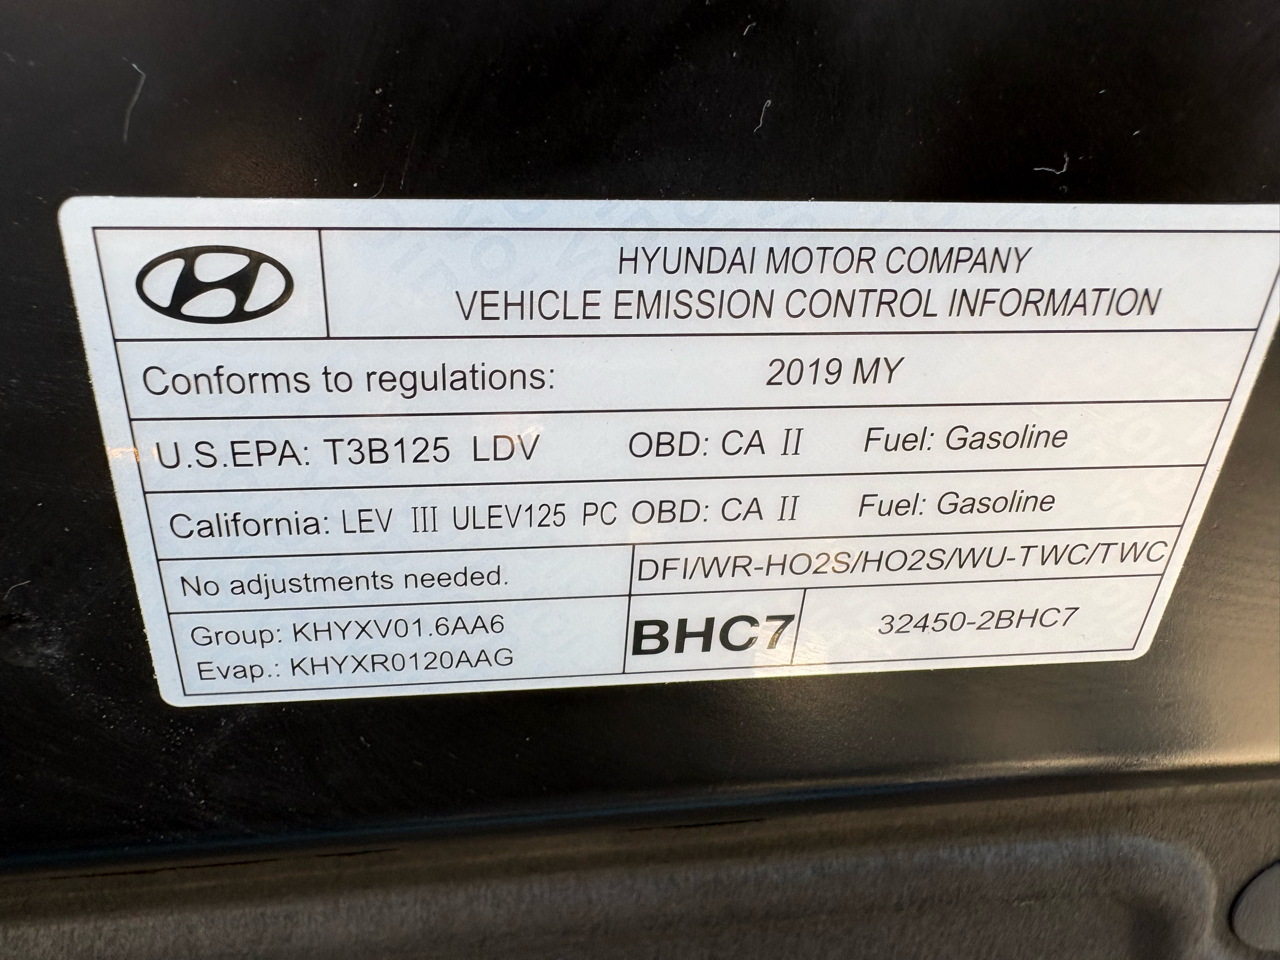 HYUNDAI MOTOR COMPANY
VEHICLE EMISSION CONTROL INFORMATION
Conforms to regulations: 2019 MY
U.S.EPA: T3B125 LDV OBD: CA II Fuel: Gasoline
California: LEV III ULEV125 PC OBD: CA II Fuel: Gasoline
No adjustments needed. DFI/WR-HO2S/HO2S/WU-TWC/TWC
Group: KHYXV01.6AA6
Evap.: KHYXR0120AAG
BHC7 32450-2BHC7